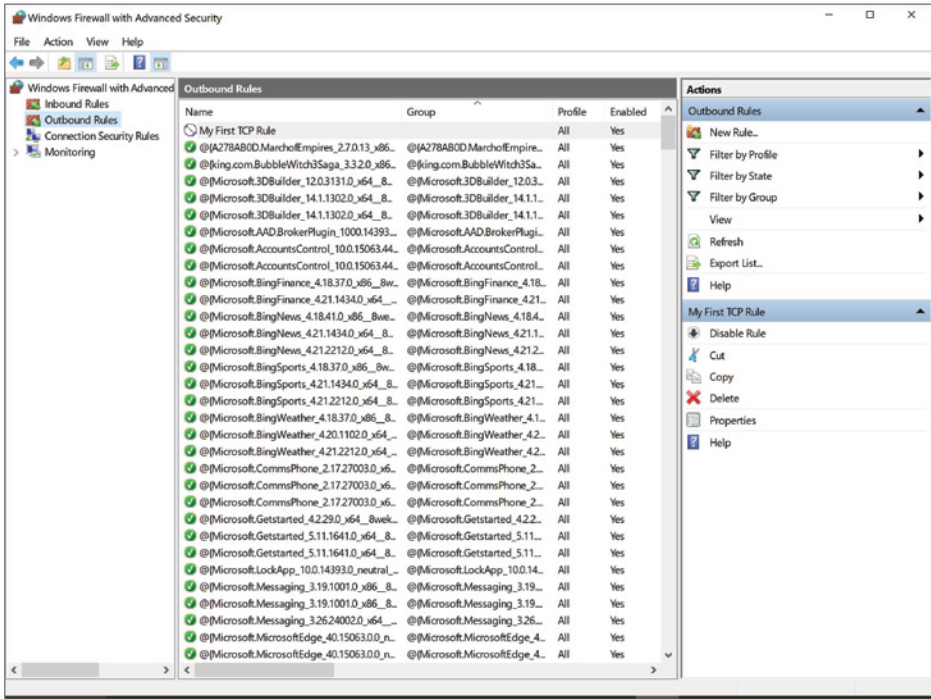 Windows Firewall with Advanced Security
File Action View Help
Windows Firewall with Advanced
Inbound Rules
Outbound Rules
Connection Security Rules
Monitoring
Outbound Rules
Name Group Profile Enabled
My First TCP Rule All Yes
@{A278AB0D.MarchofEmpires_2.7.0.13_x86... @{A278AB0D.MarchofEmpire... All Yes
@{king.com.BubbleWitch3Saga_3.3.2.0_x86... @{king.com.BubbleWitch3Sa... All Yes
@{Microsoft.3DBuilder_12.0.3131.0_x64__8... @{Microsoft.3DBuilder_12.0.3... All Yes
@{Microsoft.3DBuilder_14.1.1302.0_x64__8... @{Microsoft.3DBuilder_14.1.1... All Yes
@{Microsoft.3DBuilder_14.1.1302.0_x64__8... @{Microsoft.3DBuilder_14.1.1... All Yes
@{Microsoft.AAD.BrokerPlugin_1000.14393.... @{Microsoft.AAD.BrokerPlugi... All Yes
@{Microsoft.AccountsControl_10.0.15063.44... @{Microsoft.AccountsControl... All Yes
@{Microsoft.AccountsControl_10.0.15063.44... @{Microsoft.AccountsControl... All Yes
@{Microsoft.BingFinance_4.18.37.0_x86__8w... @{Microsoft.BingFinance_4.18... All Yes
@{Microsoft.BingFinance_4.21.1434.0_x64__... @{Microsoft.BingFinance_4.21... All Yes
@{Microsoft.BingNews_4.18.41.0_x86__8we... @{Microsoft.BingNews_4.18.4... All Yes
@{Microsoft.BingNews_4.21.1434.0_x64__8... @{Microsoft.BingNews_4.21.1... All Yes
@{Microsoft.BingNews_4.21.2212.0_x64__8... @{Microsoft.BingNews_4.21.2... All Yes
@{Microsoft.BingSports_4.18.37.0_x86__8w... @{Microsoft.BingSports_4.18... All Yes
@{Microsoft.BingSports_4.21.1434.0_x64__8... @{Microsoft.BingSports_4.21... All Yes
@{Microsoft.BingSports_4.21.2212.0_x64__8... @{Microsoft.BingSports_4.21... All Yes
@{Microsoft.BingWeather_4.18.37.0_x86__8... @{Microsoft.BingWeather_4.1... All Yes
@{Microsoft.BingWeather_4.20.1102.0_x64_... @{Microsoft.BingWeather_4.2... All Yes
@{Microsoft.BingWeather_4.21.2212.0_x64_... @{Microsoft.BingWeather_4.2... All Yes
@{Microsoft.CommsPhone_2.17.27003.0_x6... @{Microsoft.CommsPhone_2.... All Yes
@{Microsoft.CommsPhone_2.17.27003.0_x6... @{Microsoft.CommsPhone_2.... All Yes
@{Microsoft.CommsPhone_2.17.27003.0_x6... @{Microsoft.CommsPhone_2.... All Yes
@{Microsoft.Getstarted_4.2.29.0_x64__8wek... @{Microsoft.Getstarted_4.2.2... All Yes
@{Microsoft.Getstarted_5.11.1641.0_x64__8... @{Microsoft.Getstarted_5.11.... All Yes
@{Microsoft.Getstarted_5.11.1641.0_x64__8... @{Microsoft.Getstarted_5.11.... All Yes
@{Microsoft.LockApp_10.0.14393.0_neutral_... @{Microsoft.LockApp_10.0.14... All Yes
@{Microsoft.Messaging_3.19.1001.0_x86__8... @{Microsoft.Messaging_3.19.... All Yes
@{Microsoft.Messaging_3.19.1001.0_x86__8... @{Microsoft.Messaging_3.19.... All Yes
@{Microsoft.Messaging_3.26.24002.0_x64__... @{Microsoft.Messaging_3.26.... All Yes
@{Microsoft.MicrosoftEdge_40.15063.0.0_n... @{Microsoft.MicrosoftEdge_4... All Yes
@{Microsoft.MicrosoftEdge_40.15063.0.0_n... @{Microsoft.MicrosoftEdge_4... All Yes
Actions
Outbound Rules
New Rule...
Filter by Profile
Filter by State
Filter by Group
View
Refresh
Export List...
Help
My First TCP Rule
Disable Rule
Cut
Copy
Delete
Properties
Help